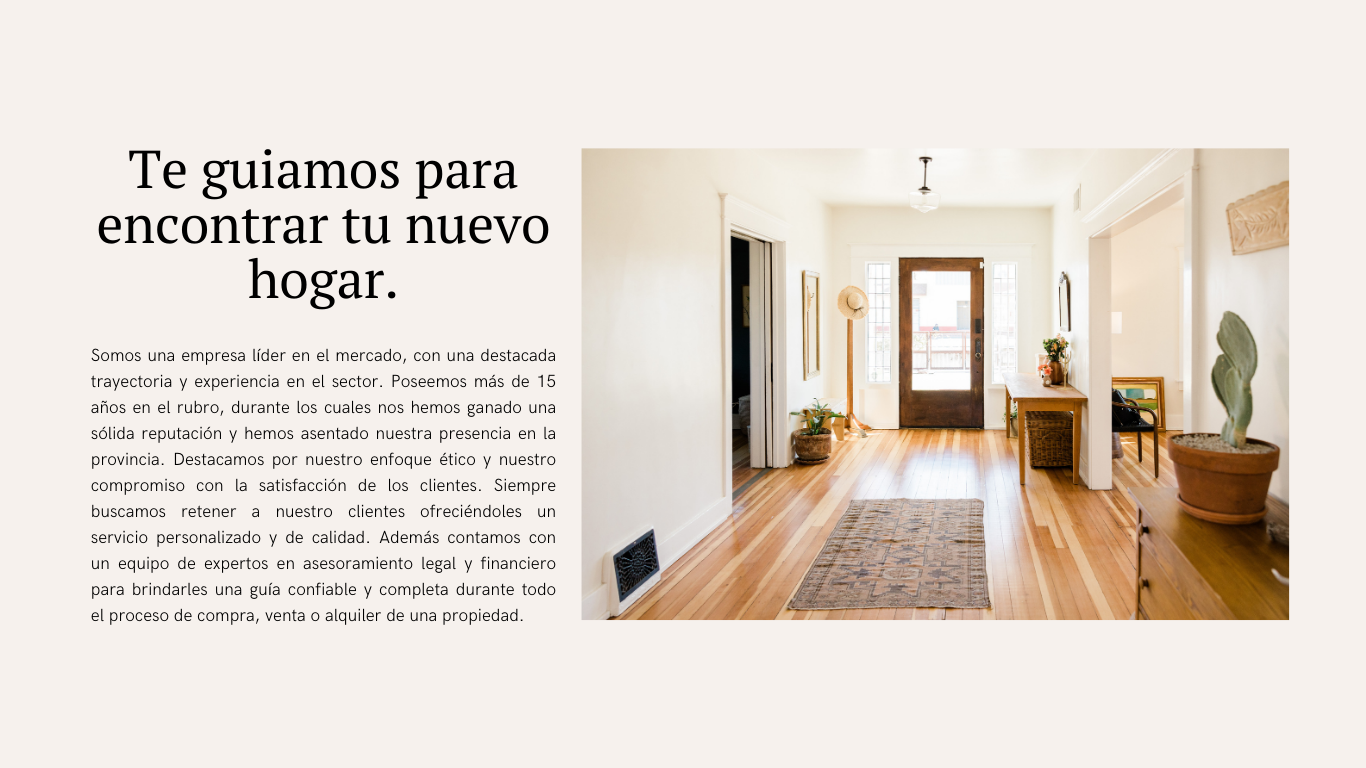 Te guiamos para
encontrar tu nuevo
hogar.
Somos una empresa líder en el mercado, con una destacada
trayectoria y experiencia en el sector. Poseemos más de 15
años en el rubro, durante los cuales nos hemos ganado una
sólida reputación y hemos asentado nuestra presencia en la
provincia. Destacamos por nuestro enfoque ético y nuestro
compromiso con la satisfacción de los clientes. Siempre
buscamos retener a nuestro clientes ofreciéndoles un
servicio personalizado y de calidad. Además contamos con
un equipo de expertos en asesoramiento legal y financiero
para brindarles una guía confiable y completa durante todo
el proceso de compra, venta o alquiler de una propiedad.